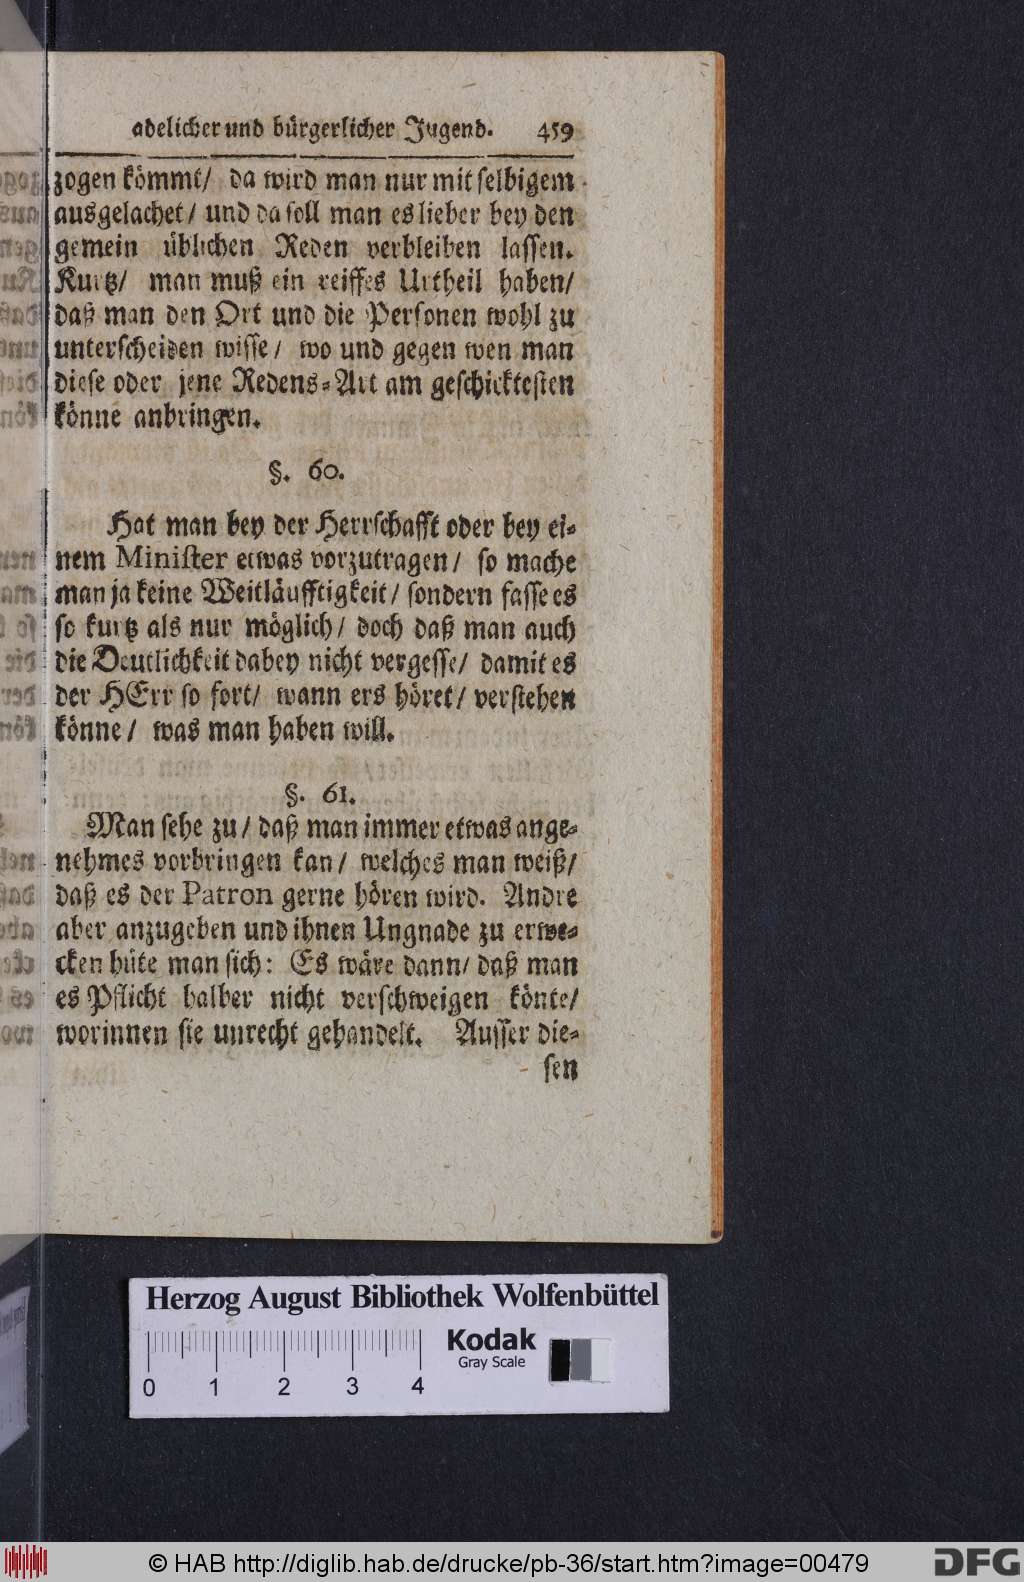 adelicher und bürgerlicher Jugend. 459
zogen kömmt/ da wird man nur mit selbigem
ausgelachet/ und da soll man es lieber bey den
gemein üblichen Reden verbleiben lassen.
Kurtz/ man muß ein reiffes Urtheil haben/
daß man den Ort und die Personen wohl zu
unterscheiden wisse/ wo und gegen wen man
diese oder jene Redens-Art am geschicktesten
könne anbringen.
§. 60.
Hat man bey der Herrschafft oder bey ei-
nem Minister etwas vorzutragen/ so mache
man ja keine Weitläufftigkeit/ sondern fasse es
so kurtz als nur möglich/ doch daß man auch
die Deutlichkeit dabey nicht vergesse/ damit es
der HErr so fort/ wann ers höret/ verstehen
könne/ was man haben will.
§. 61.
Man sehe zu/ daß man immer etwas ange-
nehmes vorbringen kan/ welches man weiß/
daß es der Patron gerne hören wird. Andre
aber anzugeben und ihnen Ungnade zu erwe-
cken hüte man sich: Es wäre dann/ daß man
es Pflicht halber nicht verschweigen könte/
worinnen sie unrecht gehandelt. Ausser die-
sen
Herzog August Bibliothek Wolfenbüttel
Kodak
Gray Scale
0 1 2 3 4
© HAB http://diglib.hab.de/drucke/pb-36/start.htm?image=00479
DFG